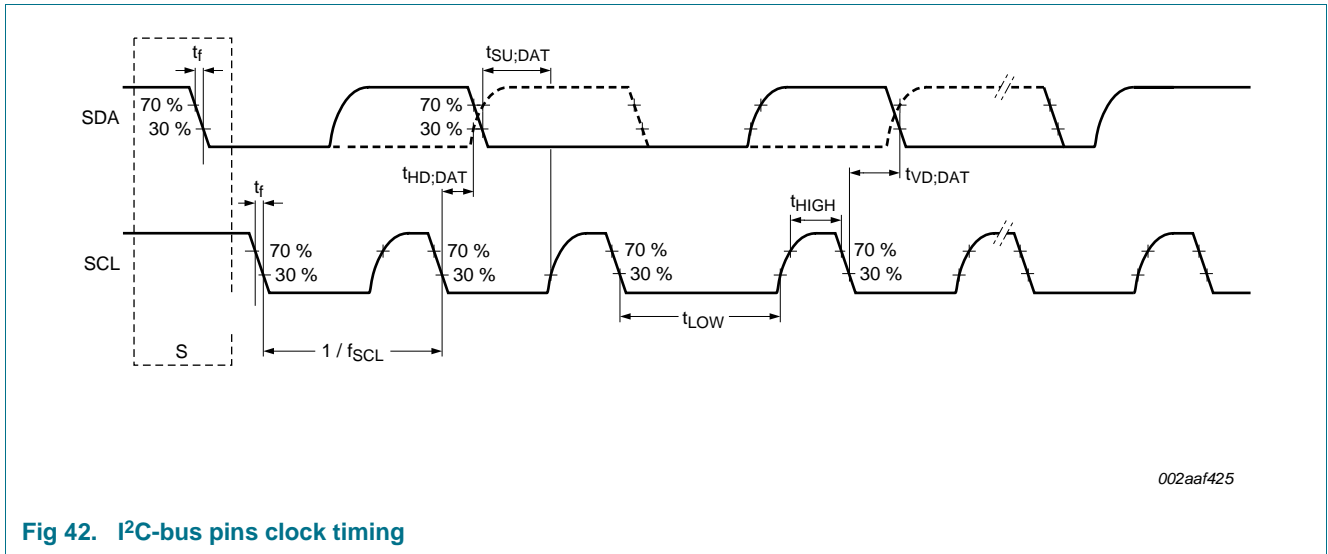 tf
tSU;DAT
SDA
70 %
30 %
70 %
30 %
tHD;DAT
tf
tVD;DAT
tHIGH
SCL
70 %
30 %
70 %
30 %
70 %
30 %
70 %
30 %
tLOW
S
1 / fSCL
002aaf425
Fig 42. I2C-bus pins clock timing